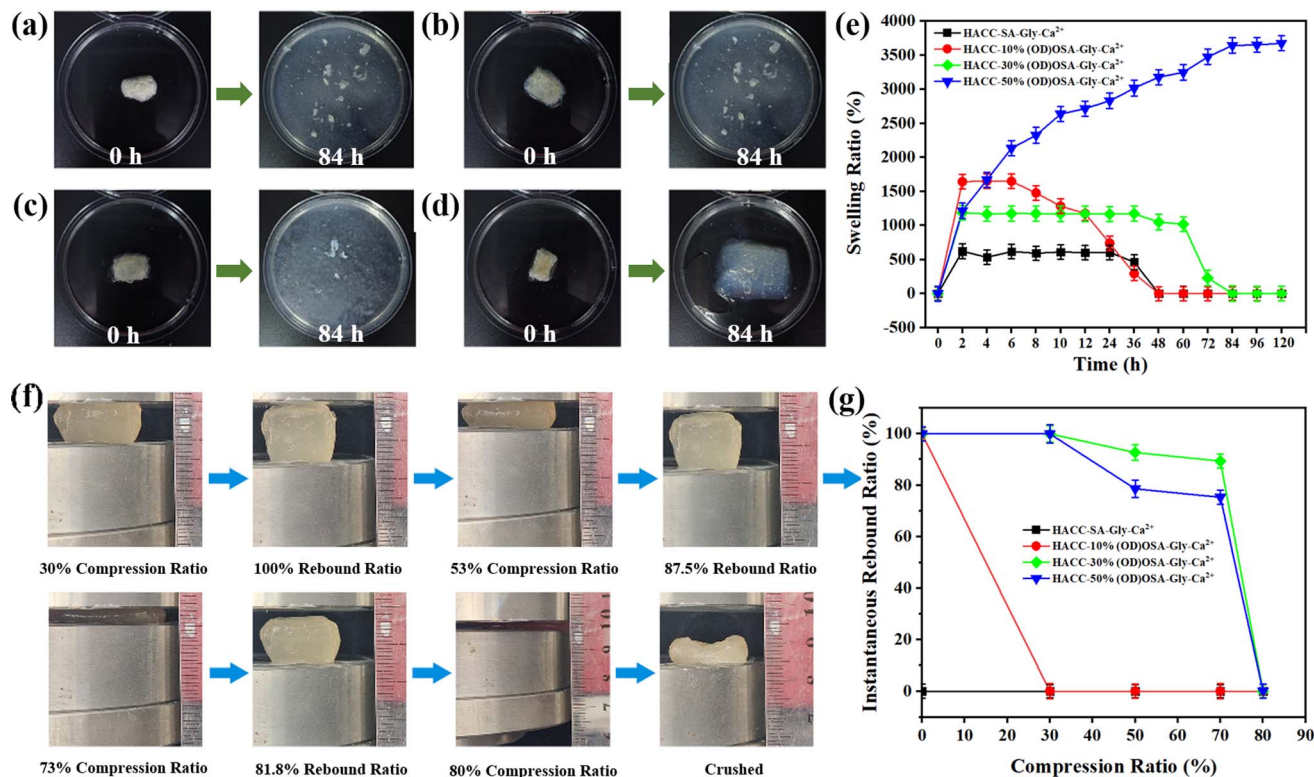 (a)
0 h
84 h
(b)
0 h
84 h
(c)
0 h
84 h
(d)
0 h
84 h
(e)
HACC-SA-Gly-Ca²⁺
HACC-10% (OD)OSA-Gly-Ca²⁺
HACC-30% (OD)OSA-Gly-Ca²⁺
HACC-50% (OD)OSA-Gly-Ca²⁺
Swelling Ratio (%)
4000
3500
3000
2500
2000
1500
1000
500
0
-500
0 2 4 6 8 10 12 24 36 48 60 72 84 96 120
Time (h)
(f)
30% Compression Ratio
100% Rebound Ratio
53% Compression Ratio
87.5% Rebound Ratio
73% Compression Ratio
81.8% Rebound Ratio
80% Compression Ratio
Crushed
(g)
Instantaneous Rebound Ratio (%)
100
80
60
40
20
0
HACC-SA-Gly-Ca²⁺
HACC-10% (OD)OSA-Gly-Ca²⁺
HACC-30% (OD)OSA-Gly-Ca²⁺
HACC-50% (OD)OSA-Gly-Ca²⁺
0 10 20 30 40 50 60 70 80 90
Compression Ratio (%)